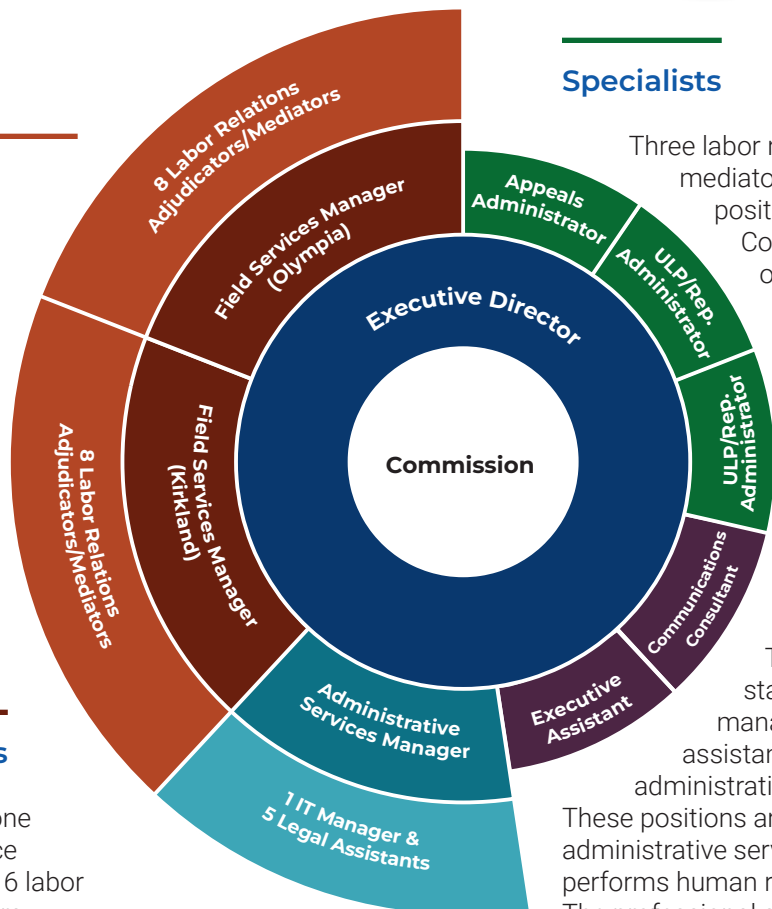 8 Labor Relations
Adjudicators/Mediators
Field Services Manager
(Olympia)
8 Labor Relations
Adjudicators/Mediators
Field Services Manager
(Kirkland)
Executive Director
Commission
Appeals
Administrator
ULP/Rep.
Administrator
ULP/Rep.
Administrator
Communications
Consultant
Executive
Assistant
Administrative
Services Manager
1 IT Manager &
5 Legal Assistants
Specialists
Three labor
mediato
posit
Co
o
T
sta
mana
assistan
administrati
These positions a
administrative serv
performs human r
s
one
ce
6 labor